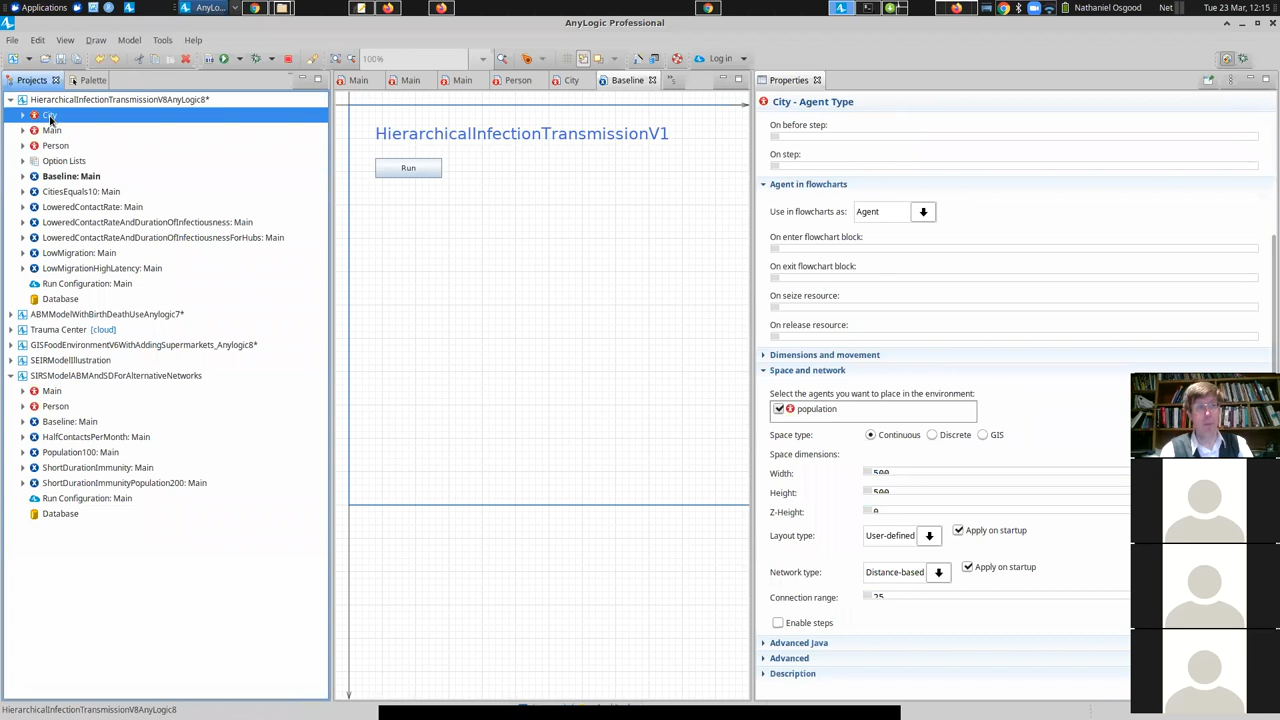 Applications
Places
AnyLo...
Nathaniel Osgood
Net
Tue 23 Mar, 12:15
AnyLogic Professional
File Edit View Draw Model Tools Help
100%
Log in
Projects
Palette
Main
Main
Main
Person
City
Baseline
Properties
HierarchicalInfectionTransmissionV8AnyLogic8*
City
Main
Person
Option Lists
Baseline: Main
CitiesEquals10: Main
LoweredContactRate: Main
LoweredContactRateAndDurationOfInfectiousness: Main
LoweredContactRateAndDurationOfInfectiousnessForHubs: Main
LowMigration: Main
LowMigrationHighLatency: Main
Run Configuration: Main
Database
ABMModelWithBirthDeathUseAnylogic7*
Trauma Center [cloud]
GISFoodEnvironmentV6WithAddingSupermarkets_Anylogic8*
SEIRModelIllustration
SIRSModelABMAndSDForAlternativeNetworks
Main
Person
Baseline: Main
HalfContactsPerMonth: Main
Population100: Main
ShortDurationImmunity: Main
ShortDurationImmunityPopulation200: Main
Run Configuration: Main
Database
HierarchicalInfectionTransmissionV8AnyLogic8
HierarchicalInfectionTransmissionV1
Run
City - Agent Type
On before step:
On step:
Agent in flowcharts
Use in flowcharts as: Agent
On enter flowchart block:
On exit flowchart block:
On seize resource:
On release resource:
Dimensions and movement
Space and network
Select the agents you want to place in the environment:
population
Space type: Continuous Discrete GIS
Space dimensions:
Width: 500
Height: 500
Z-Height: 0
Layout type: User-defined Apply on startup
Network type: Distance-based Apply on startup
Connection range: 25
Enable steps
Advanced Java
Advanced
Description